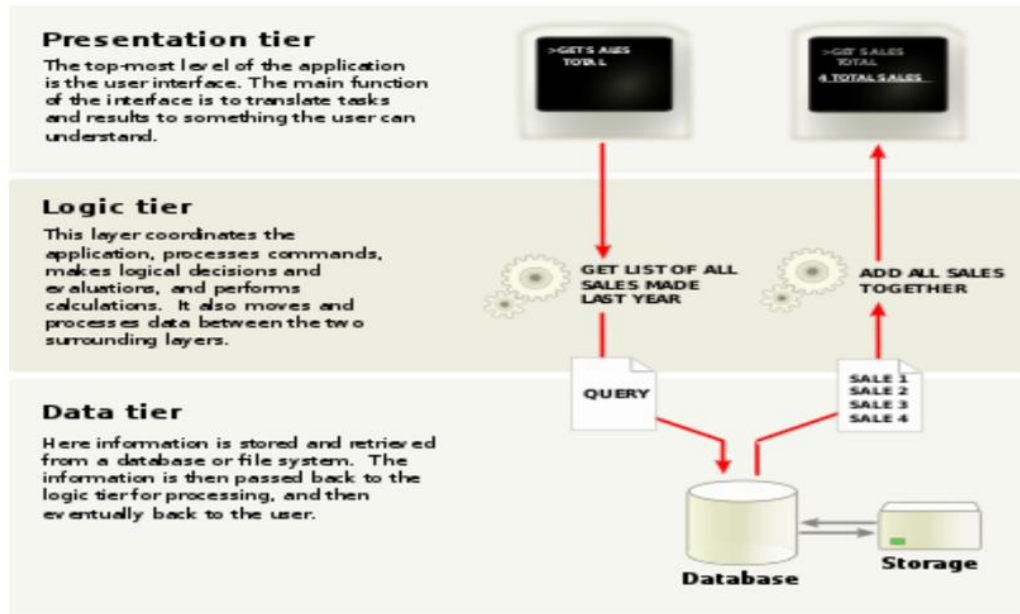 Presentation tier
The top-most level of the application
is the user interface. The main function
of the interface is to translate tasks
and results to something the user can
understand.
>GET SALES
TOTAL
>GET SALES
TOTAL
4 TOTAL SALES
Logic tier
This layer coordinates the
application, processes commands,
makes logical decisions and
evaluations, and performs
calculations. It also moves and
processes data between the two
surrounding layers.
GET LIST OF ALL
SALES MADE
LAST YEAR
ADD ALL SALES
TOGETHER
Data tier
Here information is stored and retrieved
from a database or file system. The
information is then passed back to the
logic tier for processing, and then
eventually back to the user.
QUERY
SALE 1
SALE 2
SALE 3
SALE 4
Database
Storage